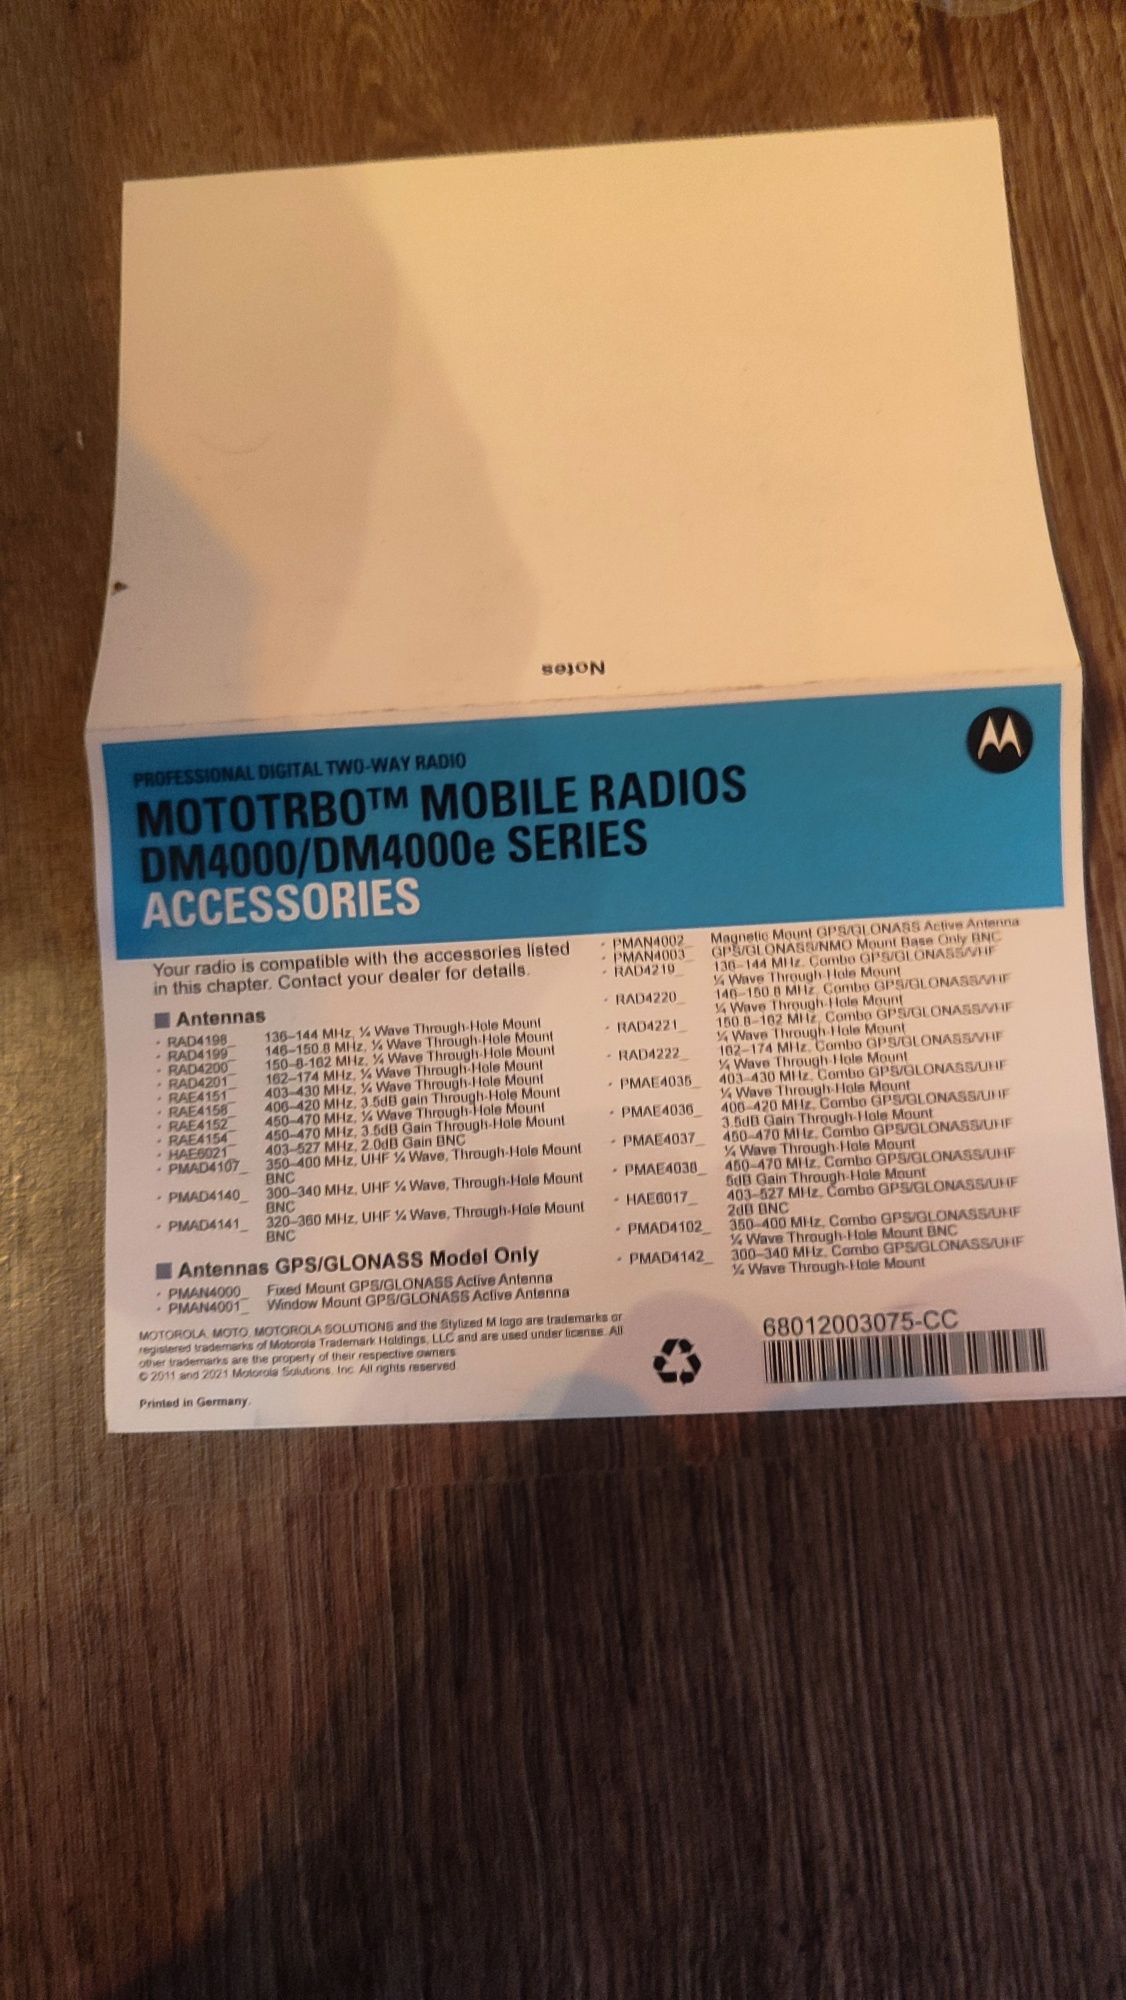 Notes
PROFESSIONAL DIGITAL TWO-WAY RADIO
MOTOTRBO™ MOBILE RADIOS
DM4000/DM4000e SERIES
ACCESSORIES
Your radio is compatible with the accessories listed
in this chapter. Contact your dealer for details.
Antennas
• RAD4198_ 136–144 MHz, ¼ Wave Through-Hole Mount
• RAD4199_ 146–150.8 MHz, ¼ Wave Through-Hole Mount
• RAD4200_ 150–8-162 MHz, ¼ Wave Through-Hole Mount
• RAD4201_ 162–174 MHz, ¼ Wave Through-Hole Mount
• RAE4151_ 403–430 MHz, ¼ Wave Through-Hole Mount
• RAE4158_ 406–420 MHz, 3.5dB gain Through-Hole Mount
• RAE4152_ 450–470 MHz, ¼ Wave Through-Hole Mount
• RAE4154_ 450–470 MHz, 3.5dB Gain Through-Hole Mount
• HAE6021_ 403–527 MHz, 2.0dB Gain BNC
• PMAD4107_ 350–400 MHz, UHF ¼ Wave, Through-Hole Mount
BNC
• PMAD4140_ 300–340 MHz, UHF ¼ Wave, Through-Hole Mount
BNC
• PMAD4141_ 320–360 MHz, UHF ¼ Wave, Through-Hole Mount
BNC
Antennas GPS/GLONASS Model Only
• PMAN4000_ Fixed Mount GPS/GLONASS Active Antenna
• PMAN4001_ Window Mount GPS/GLONASS Active Antenna
• PMAN4002_ Magnetic Mount GPS/GLONASS Active Antenna
• PMAN4003_ GPS/GLONASS/NMO Mount Base Only BNC
• RAD4219_ 136–144 MHz, Combo GPS/GLONASS/VHF
¼ Wave Through-Hole Mount
• RAD4220_ 146–150.8 MHz, Combo GPS/GLONASS/VHF
¼ Wave Through-Hole Mount
• RAD4221_ 150.8–162 MHz, Combo GPS/GLONASS/VHF
¼ Wave Through-Hole Mount
• RAD4222_ 162–174 MHz, Combo GPS/GLONASS/VHF
¼ Wave Through-Hole Mount
• PMAE4035_ 403–430 MHz, Combo GPS/GLONASS/UHF
¼ Wave Through-Hole Mount
• PMAE4036_ 406–420 MHz, Combo GPS/GLONASS/UHF
3.5dB Gain Through-Hole Mount
• PMAE4037_ 450–470 MHz, Combo GPS/GLONASS/UHF
¼ Wave Through-Hole Mount
• PMAE4038_ 450–470 MHz, Combo GPS/GLONASS/UHF
5dB Gain Through-Hole Mount
• HAE6017_ 403–527 MHz, Combo GPS/GLONASS/UHF
2dB BNC
• PMAD4102_ 350–400 MHz, Combo GPS/GLONASS/UHF
¼ Wave Through-Hole Mount BNC
• PMAD4142_ 300–340 MHz, Combo GPS/GLONASS/UHF
¼ Wave Through-Hole Mount
MOTOROLA, MOTO, MOTOROLA SOLUTIONS and the Stylized M logo are trademarks or
registered trademarks of Motorola Trademark Holdings, LLC and are used under license. All
other trademarks are the property of their respective owners.
© 2011 and 2021 Motorola Solutions, Inc. All rights reserved.
Printed in Germany.
68012003075-CC